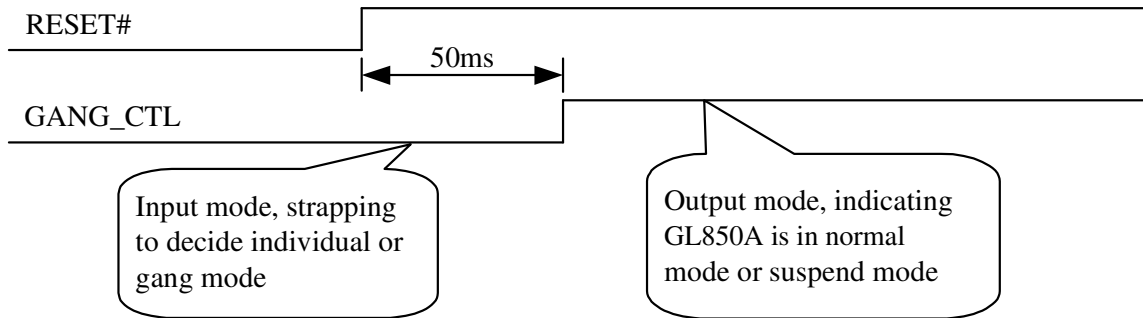 RESET#
50ms
GANG_CTL
Input mode, strapping
to decide individual or
gang mode
Output mode, indicating
GL850A is in normal
mode or suspend mode